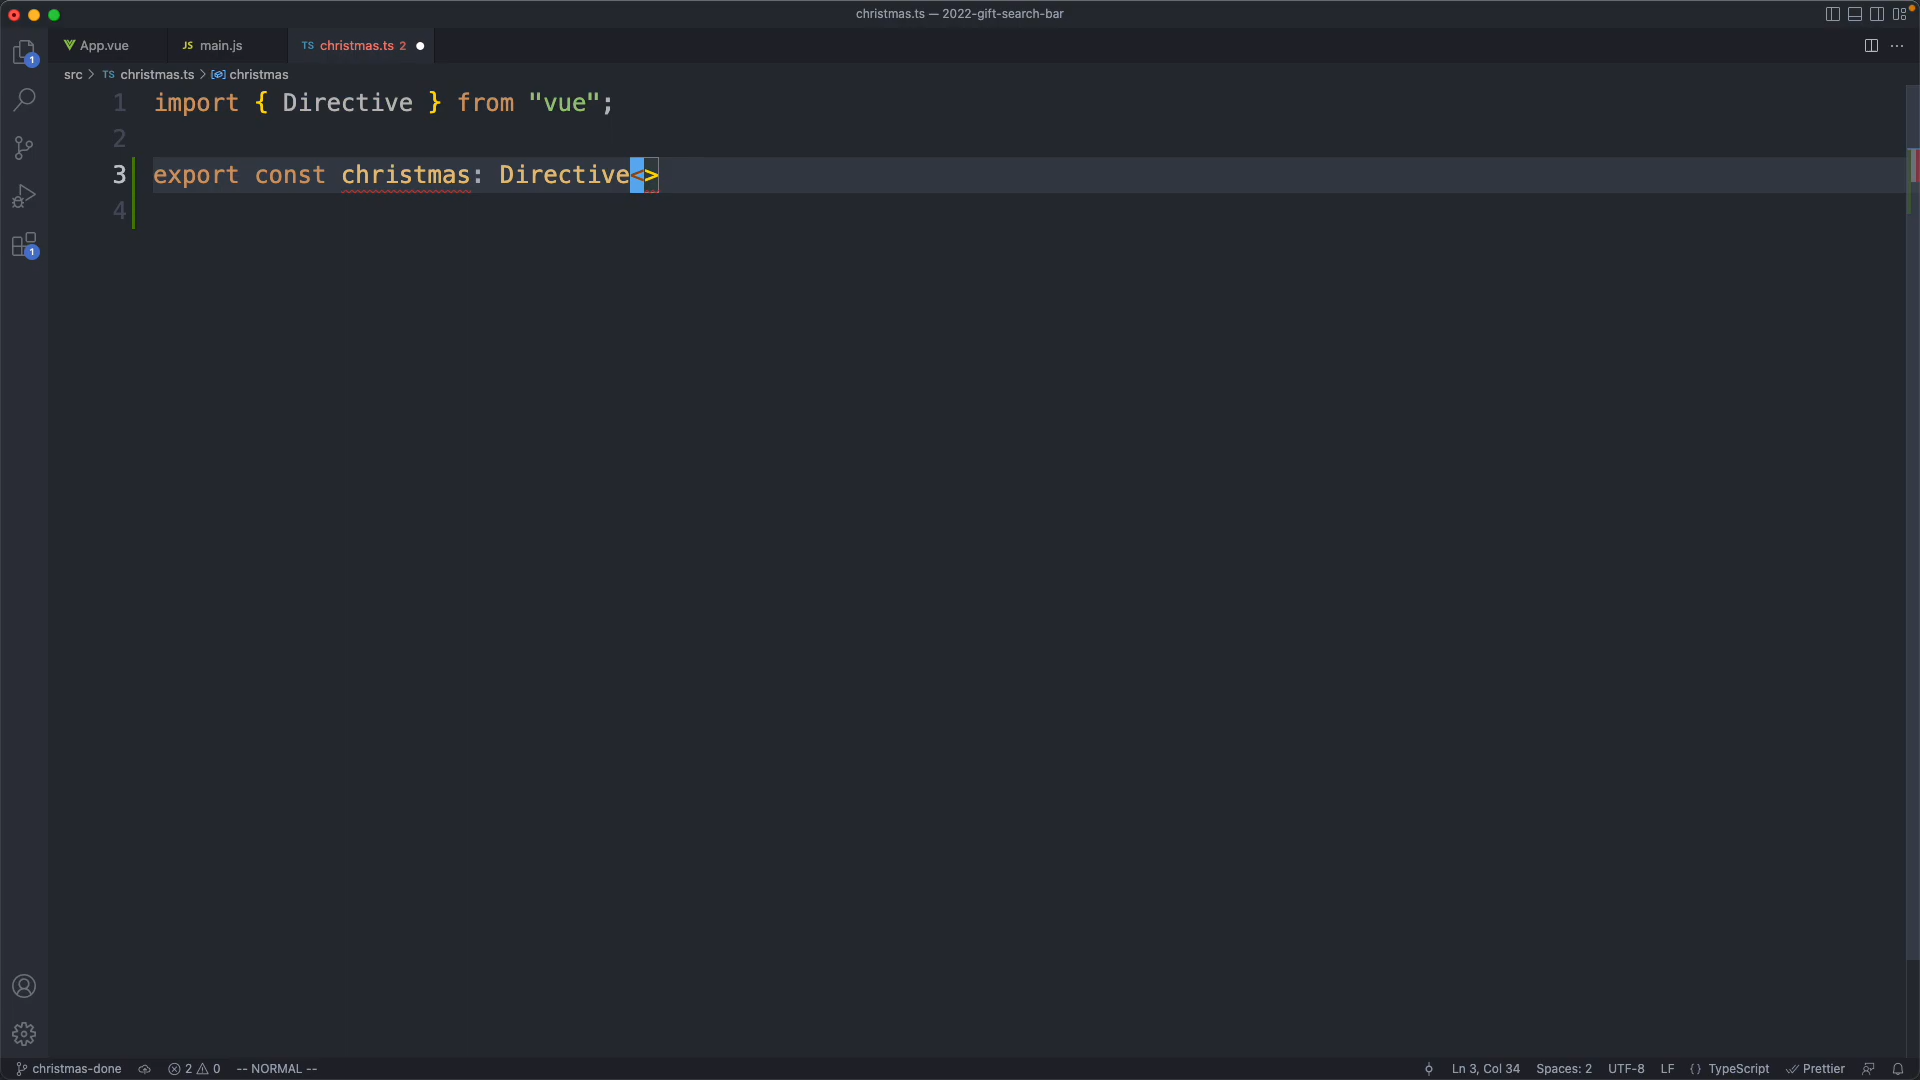 christmas.ts — 2022-gift-search-bar
App.vue
JS main.js
TS christmas.ts 2
src > TS christmas.ts > christmas
1 import { Directive } from "vue";
2
3 export const christmas: Directive<>
4
1
1
christmas-done 2 0 -- NORMAL -- Ln 3, Col 34 Spaces: 2 UTF-8 LF {} TypeScript Prettier